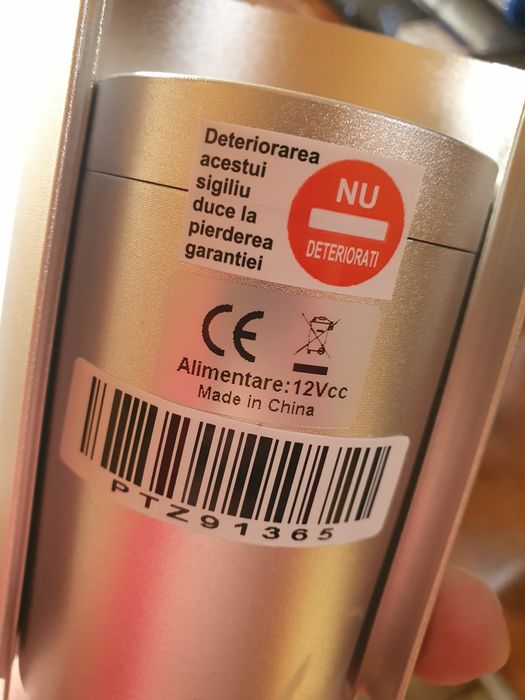 Deteriorarea
acestui
sigiliu
duce la
pierderea
garantiei
NU
DETERIORATI
CE
Alimentare:12Vcc
Made in China
PTZ91365